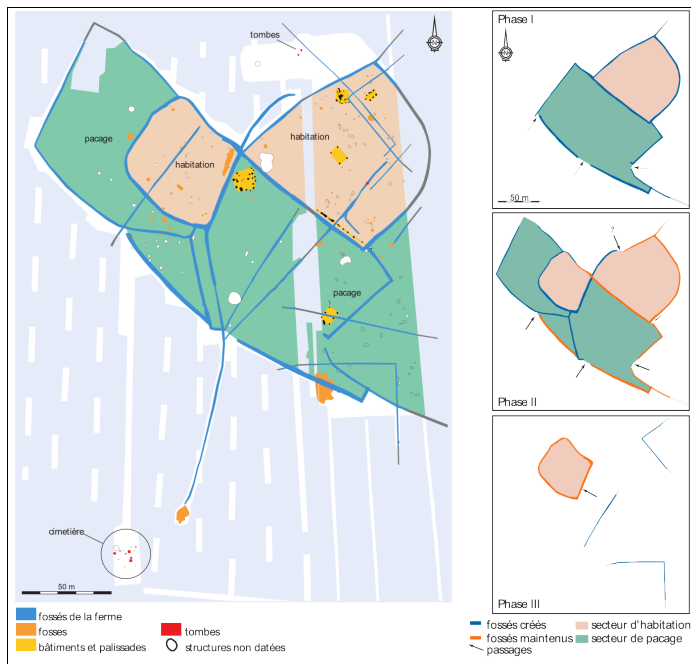 tombes
pacage
habitation
habitation
pacage
cimetière
50 m
fossés de la ferme
fosses
bâtiments et palissades
tombes
structures non datées
Phase I
N
50 m
Phase II
?
Phase III
fossés créés
fossés maintenus
passages
secteur d'habitation
secteur de pacage